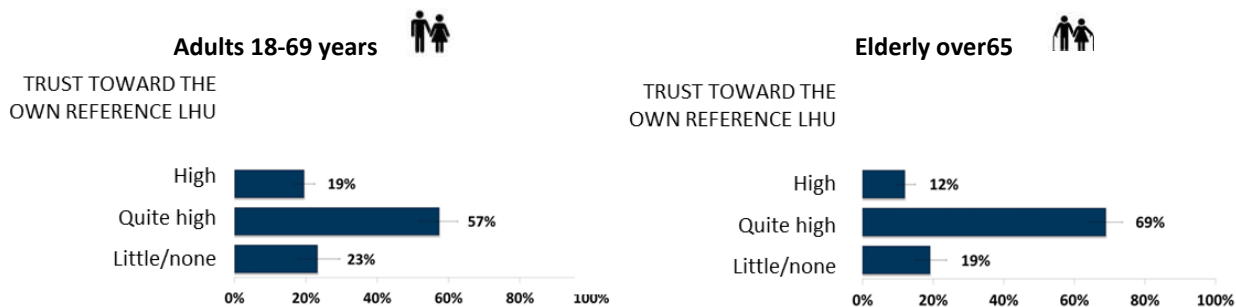 Adults 18-69 years
TRUST TOWARD THE
OWN REFERENCE LHU
High
19%
Quite high
57%
Little/none
23%
0%
20%
40%
60%
80%
100%
Elderly over65
TRUST TOWARD THE
OWN REFERENCE LHU
High
12%
Quite high
69%
Little/none
19%
0%
20%
40%
60%
80%
100%